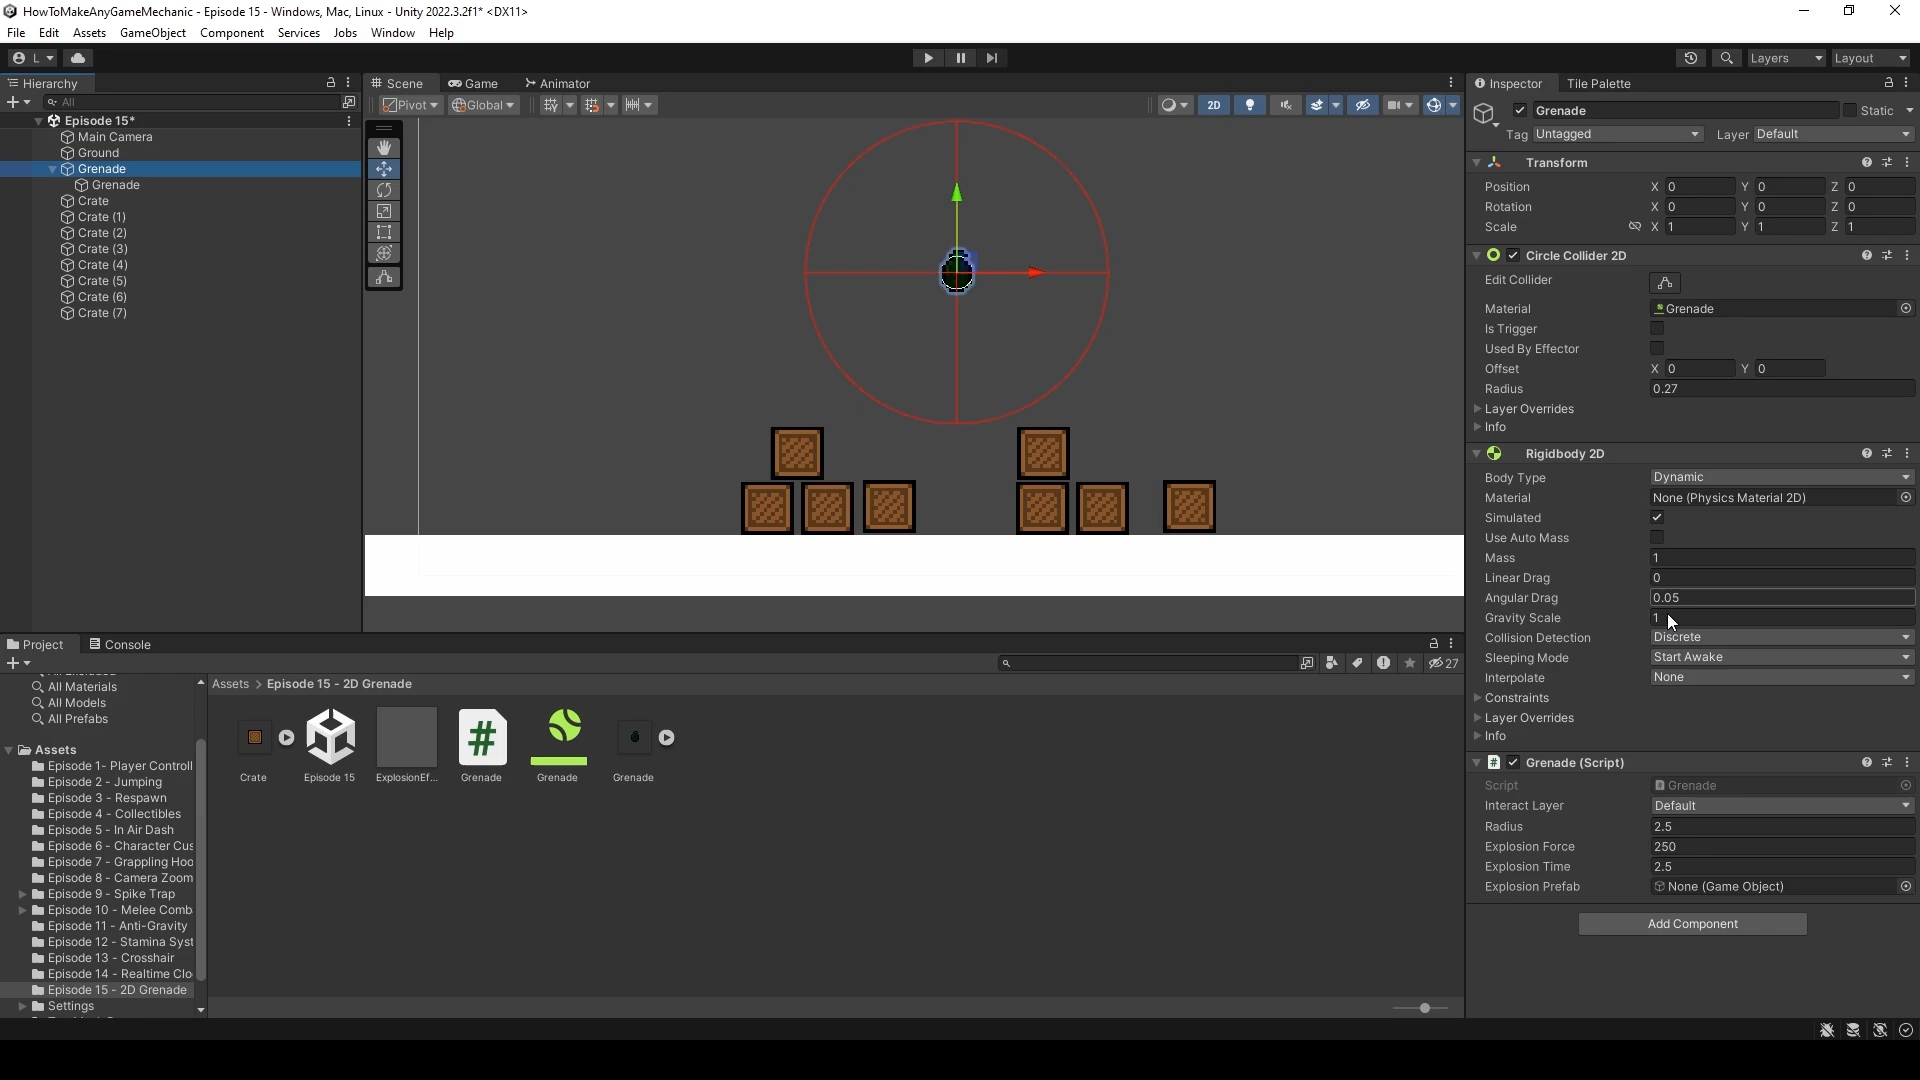 HowToMakeAnyGameMechanic - Episode 15 - Windows, Mac, Linux - Unity 2022.3.2f1* <DX11>
File Edit Assets GameObject Component Services Jobs Window Help
L
Layers
Layout
Hierarchy
All
Episode 15*
Main Camera
Ground
Grenade
Grenade
Crate
Crate (1)
Crate (2)
Crate (3)
Crate (4)
Crate (5)
Crate (6)
Crate (7)
Scene Game Animator
Pivot Global 2D
Inspector Tile Palette
Grenade Static
Tag Untagged Layer Default
Transform
Position X 0 Y 0 Z 0
Rotation X 0 Y 0 Z 0
Scale X 1 Y 1 Z 1
Circle Collider 2D
Edit Collider
Material Grenade
Is Trigger
Used By Effector
Offset X 0 Y 0
Radius 0.27
Layer Overrides
Info
Rigidbody 2D
Body Type Dynamic
Material None (Physics Material 2D)
Simulated
Use Auto Mass
Mass 1
Linear Drag 0
Angular Drag 0.05
Gravity Scale 1
Collision Detection Discrete
Sleeping Mode Start Awake
Interpolate None
Constraints
Layer Overrides
Info
# Grenade (Script)
Script Grenade
Interact Layer Default
Radius 2.5
Explosion Force 250
Explosion Time 2.5
Explosion Prefab None (Game Object)
Add Component
Project Console
27
All Materials
All Models
All Prefabs
Assets
Episode 1- Player Controll
Episode 2 - Jumping
Episode 3 - Respawn
Episode 4 - Collectibles
Episode 5 - In Air Dash
Episode 6 - Character Cus
Episode 7 - Grappling Hoo
Episode 8 - Camera Zoom
Episode 9 - Spike Trap
Episode 10 - Melee Comb
Episode 11 - Anti-Gravity
Episode 12 - Stamina Syst
Episode 13 - Crosshair
Episode 14 - Realtime Clo
Episode 15 - 2D Grenade
Settings
Assets > Episode 15 - 2D Grenade
#
Crate Episode 15 ExplosionEf... Grenade Grenade Grenade